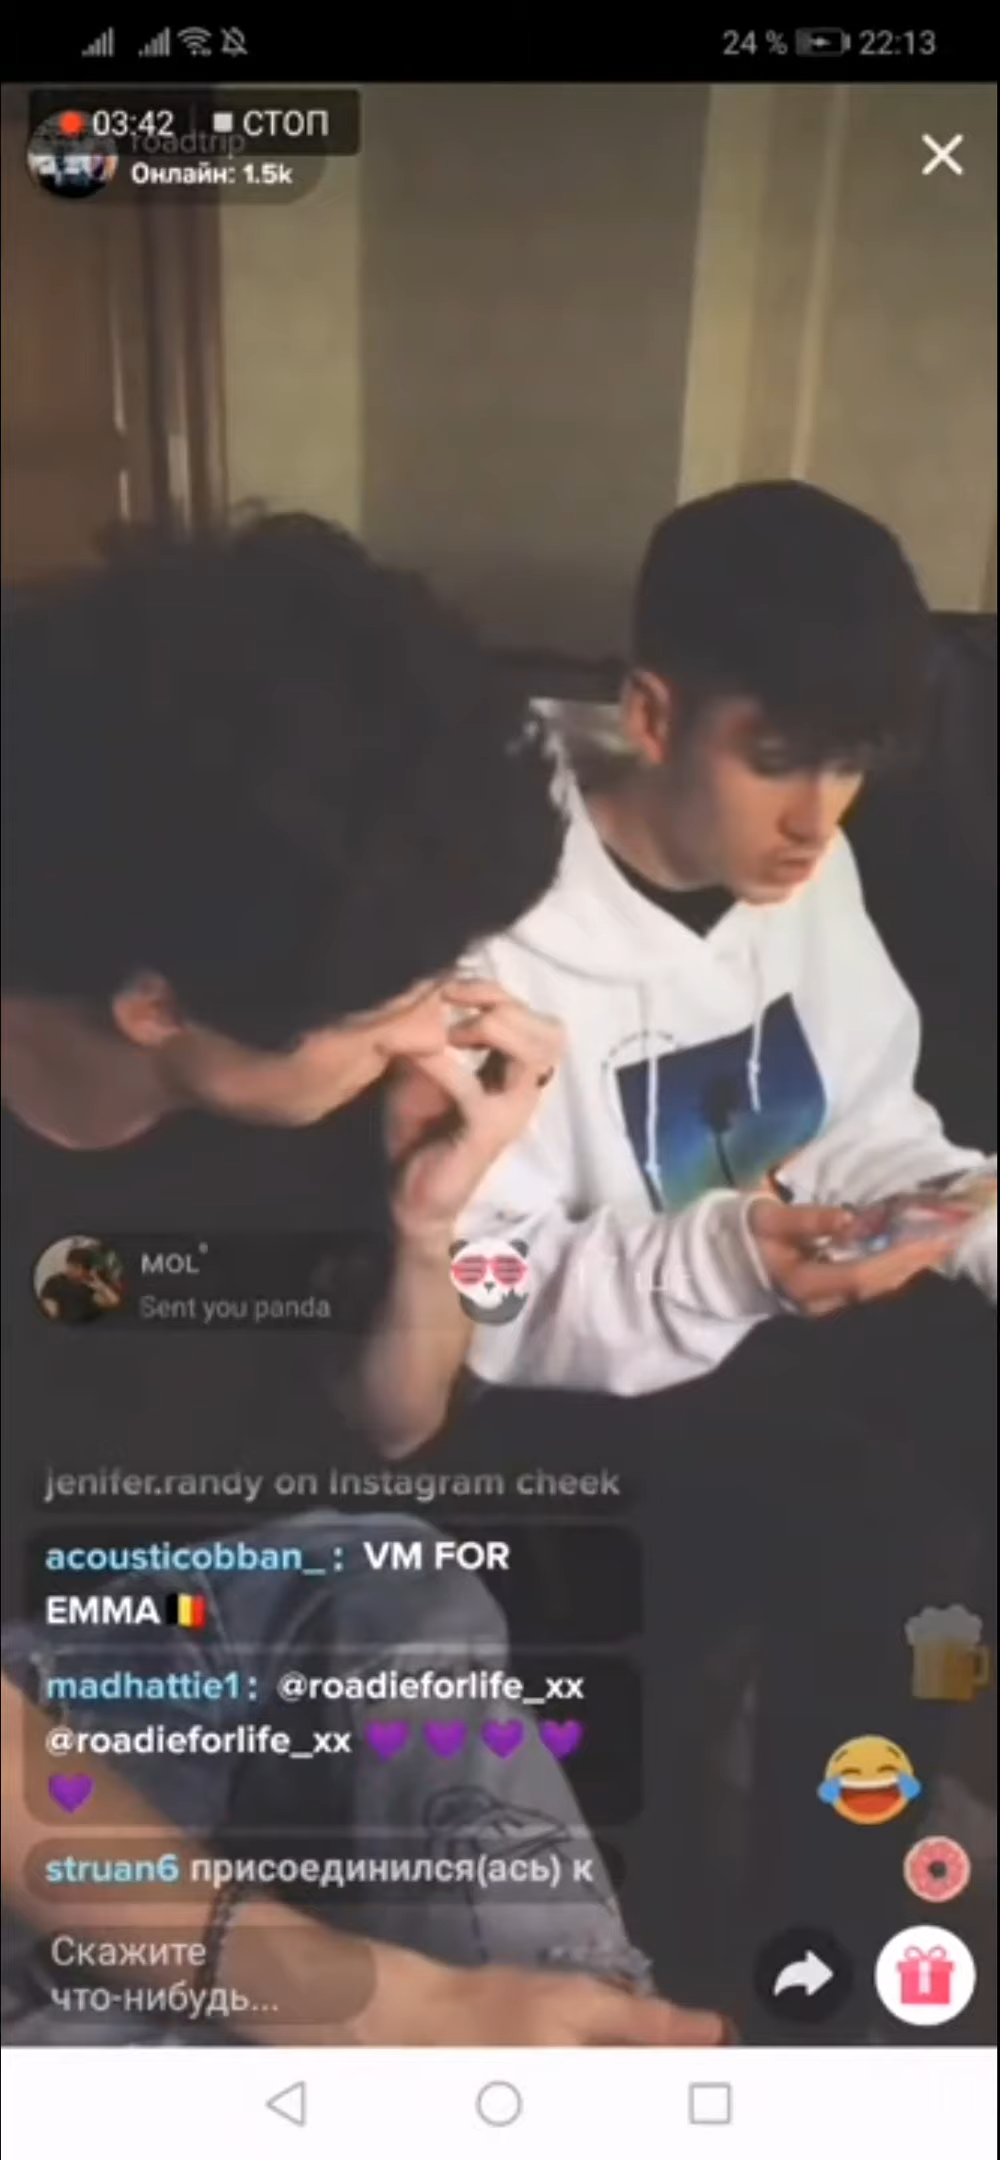 24 % 22:13
03:42 СТОП
roadtrip
Онлайн: 1.5k
MOL°
Sent you panda
jenifer.randy on Instagram cheek
acousticobban_: VM FOR
EMMA🇧🇪
madhattie1: @roadieforlife_xx
@roadieforlife_xx 💜 💜 💜 💜
💜
struan6 присоединился(ась) к
Скажите
что-нибудь...